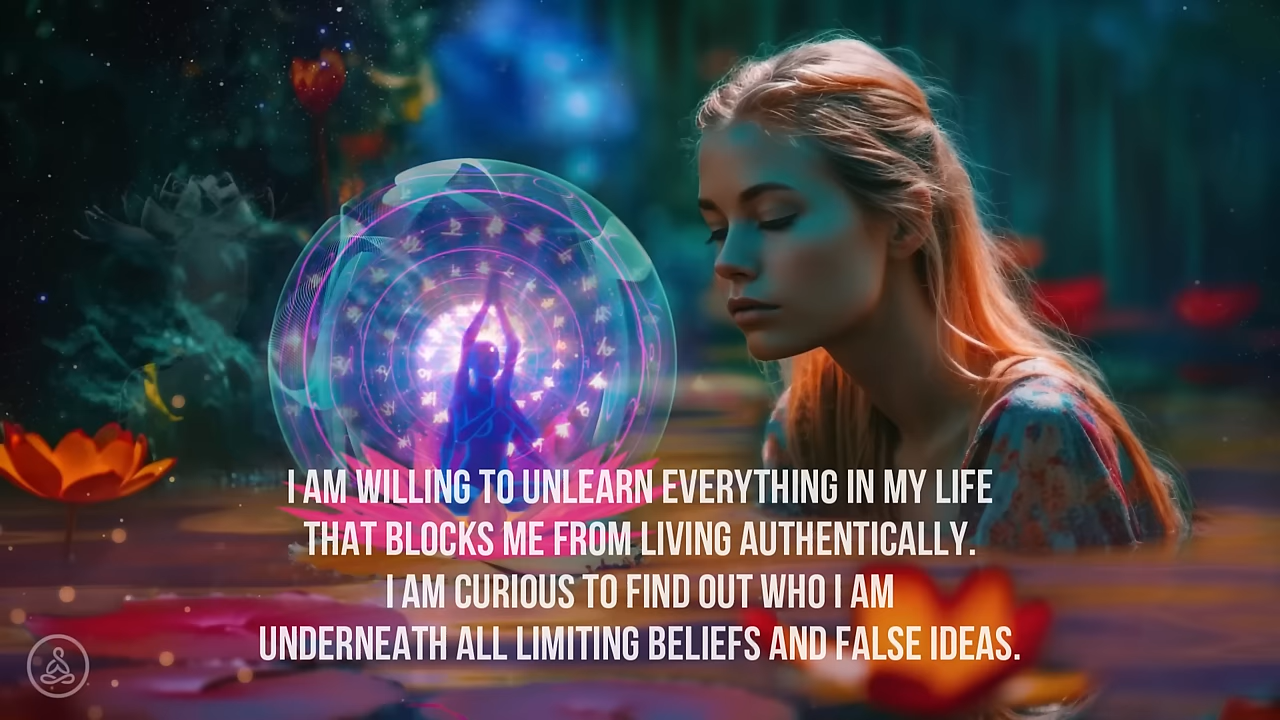 I AM WILLING TO UNLEARN EVERYTHING IN MY LIFE
THAT BLOCKS ME FROM LIVING AUTHENTICALLY.
I AM CURIOUS TO FIND OUT WHO I AM
UNDERNEATH ALL LIMITING BELIEFS AND FALSE IDEAS.